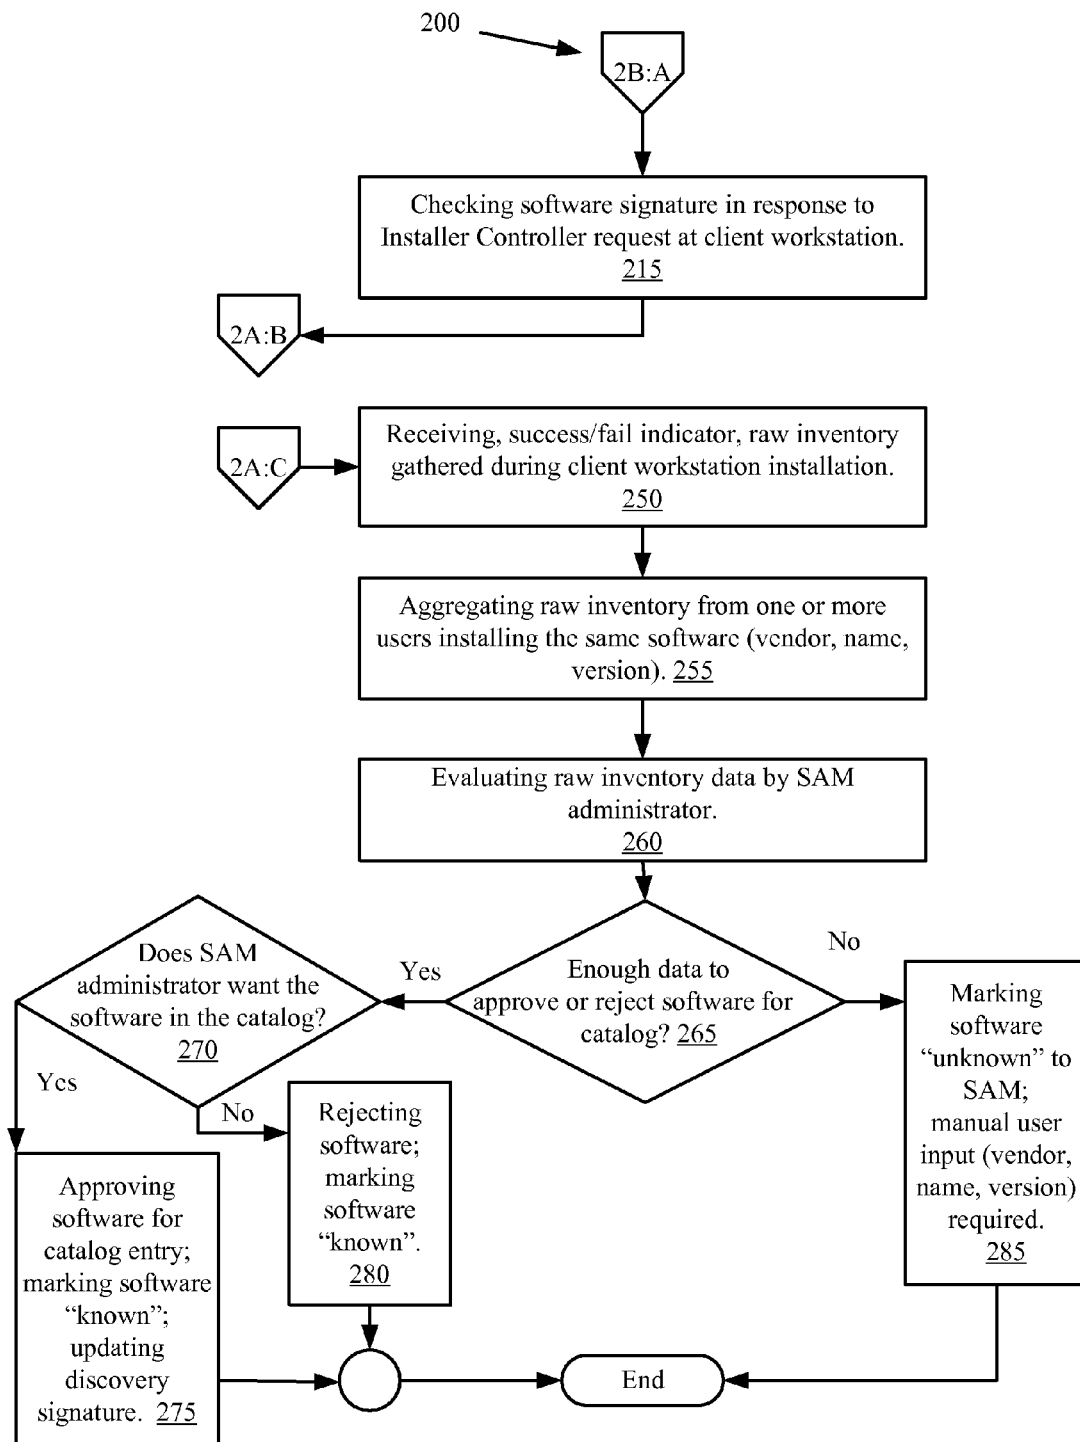 200
2B:A
Checking software signature in response to
Installer Controller request at client workstation.
215
2A:B
2A:C
Receiving, success/fail indicator, raw inventory
gathered during client workstation installation.
250
Aggregating raw inventory from one or more
users installing the same software (vendor, name,
version). 255
Evaluating raw inventory data by SAM
administrator.
260
Does SAM
administrator want the
software in the catalog?
270
Yes
Enough data to
approve or reject software for
catalog? 265
No
Marking
software
“unknown” to
SAM;
manual user
input (vendor,
name, version)
required.
285
Yes
No
Rejecting
software;
marking
software
“known”.
280
Approving
software for
catalog entry;
marking software
“known”;
updating
discovery
signature. 275
End